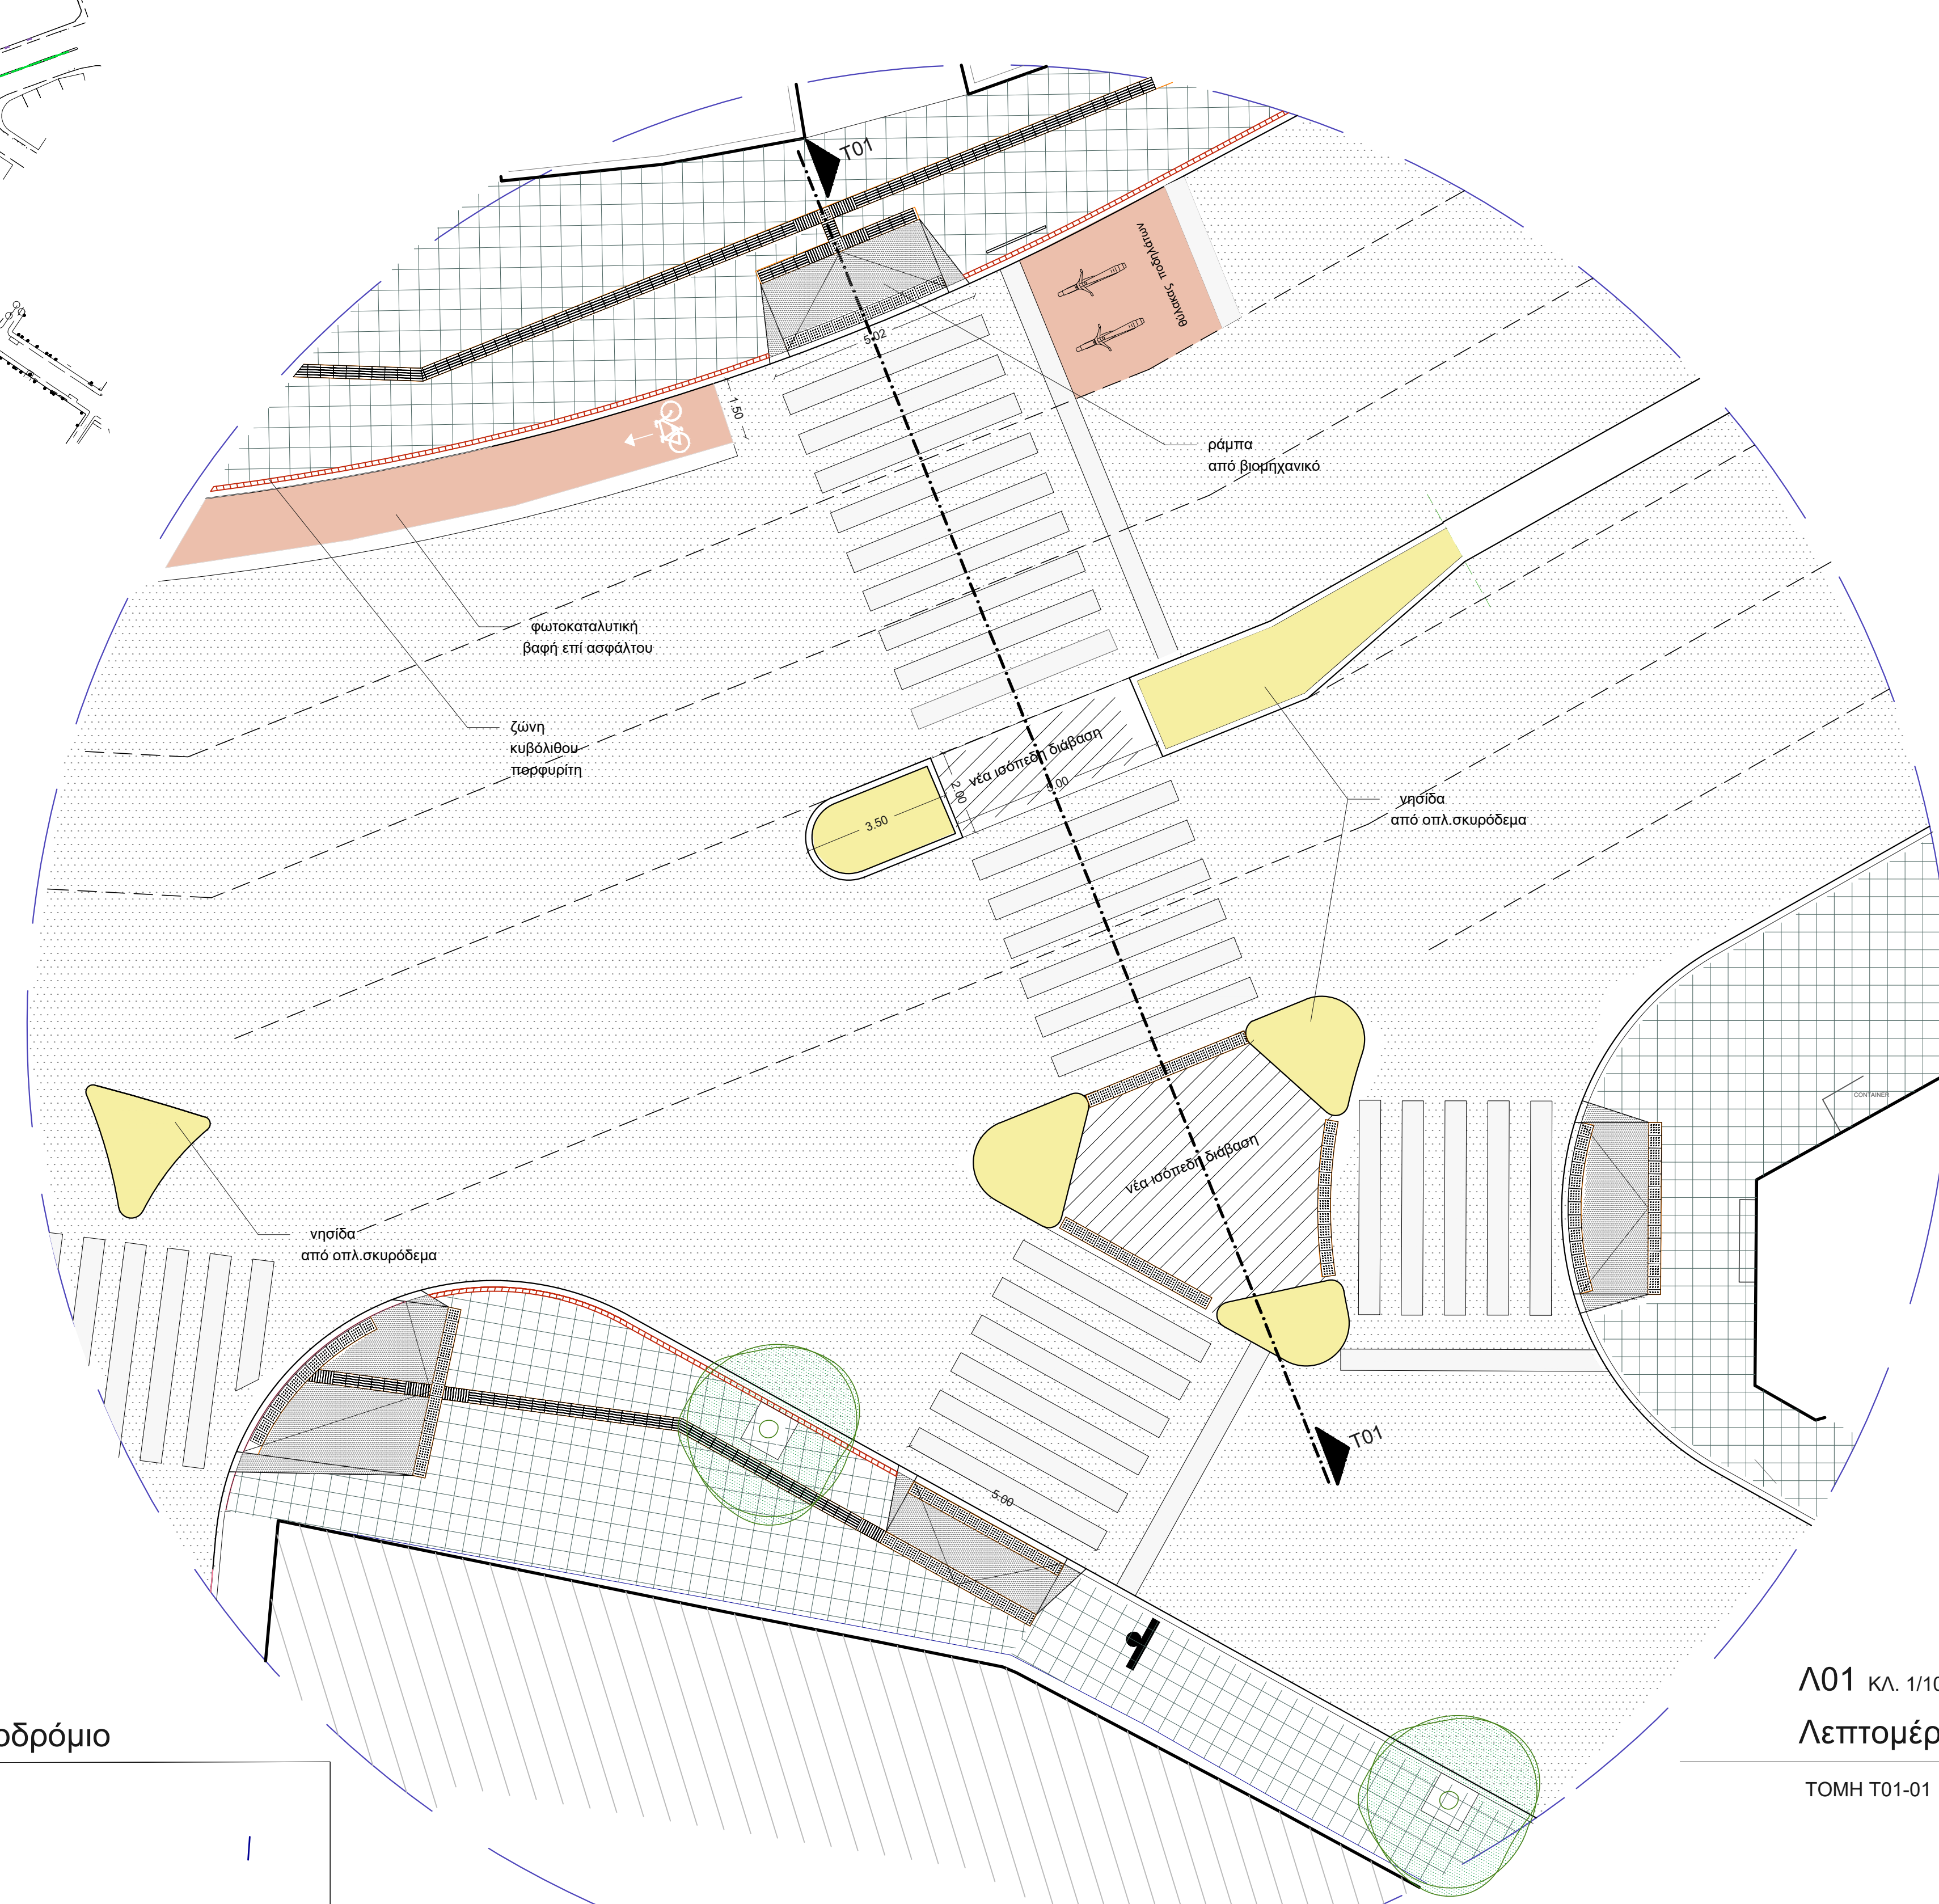 T01
θύλακας ποδηλάτων
5.02
1.50
ράμπα
από βιομηχανικό
φωτοκαταλυτική
βαφή επί ασφάλτου
ζώνη
κυβόλιθου
πορφυρίτη
νέα ισόπεδη διάβαση
2.00
5.00
3.50
νησίδα
από οπλ.σκυρόδεμα
CONTAINER
νέα ισόπεδη διάβαση
νησίδα
από οπλ.σκυρόδεμα
T01
5.00
Λ01 ΚΛ. 1/10
οδρόμιο
Λεπτομέρ
ΤΟΜΗ Τ01-01